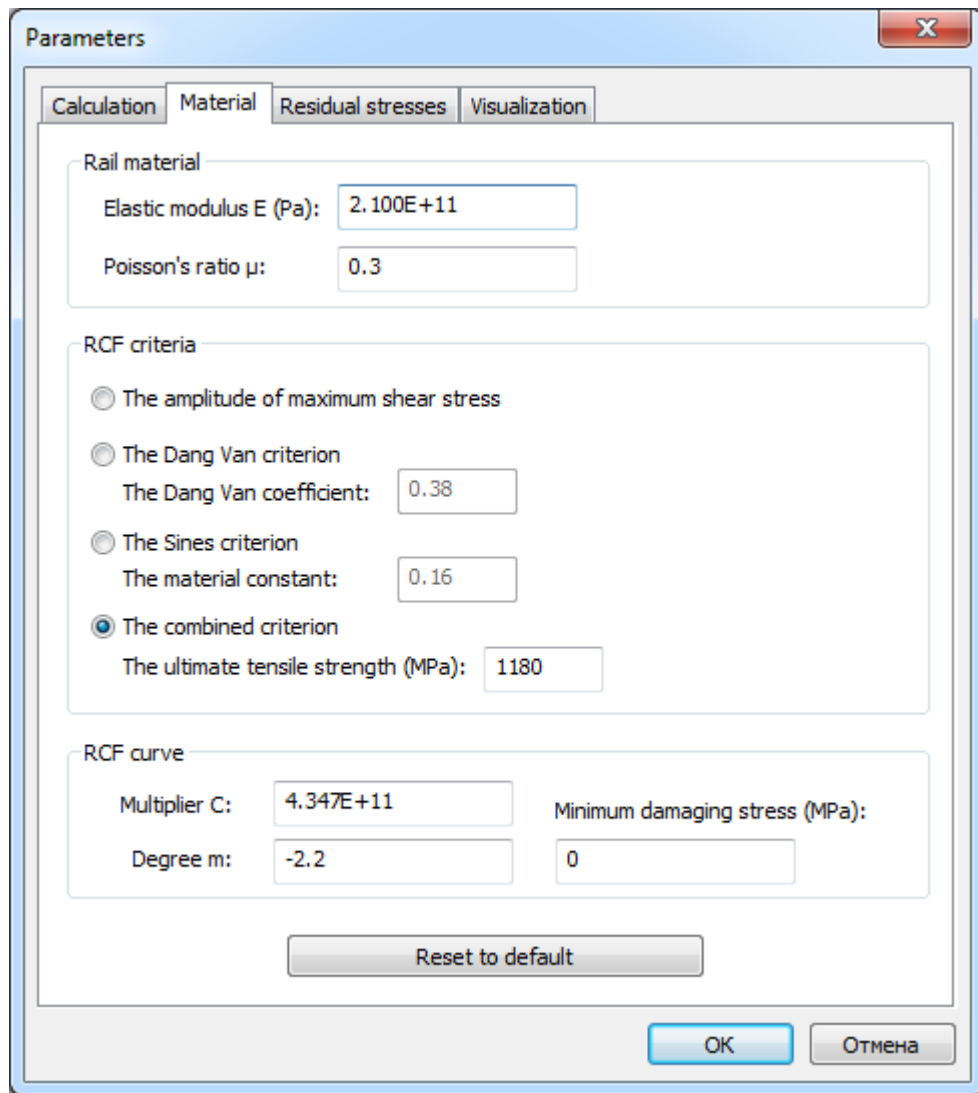 Parameters
Calculation Material Residual stresses Visualization
Rail material
Elastic modulus E (Pa): 2.100E+11
Poisson's ratio μ: 0.3
RCF criteria
The amplitude of maximum shear stress
The Dang Van criterion
The Dang Van coefficient: 0.38
The Sines criterion
The material constant: 0.16
The combined criterion
The ultimate tensile strength (MPa): 1180
RCF curve
Multiplier C: 4.347E+11 Minimum damaging stress (MPa):
Degree m: -2.2 0
Reset to default
OK Отмена